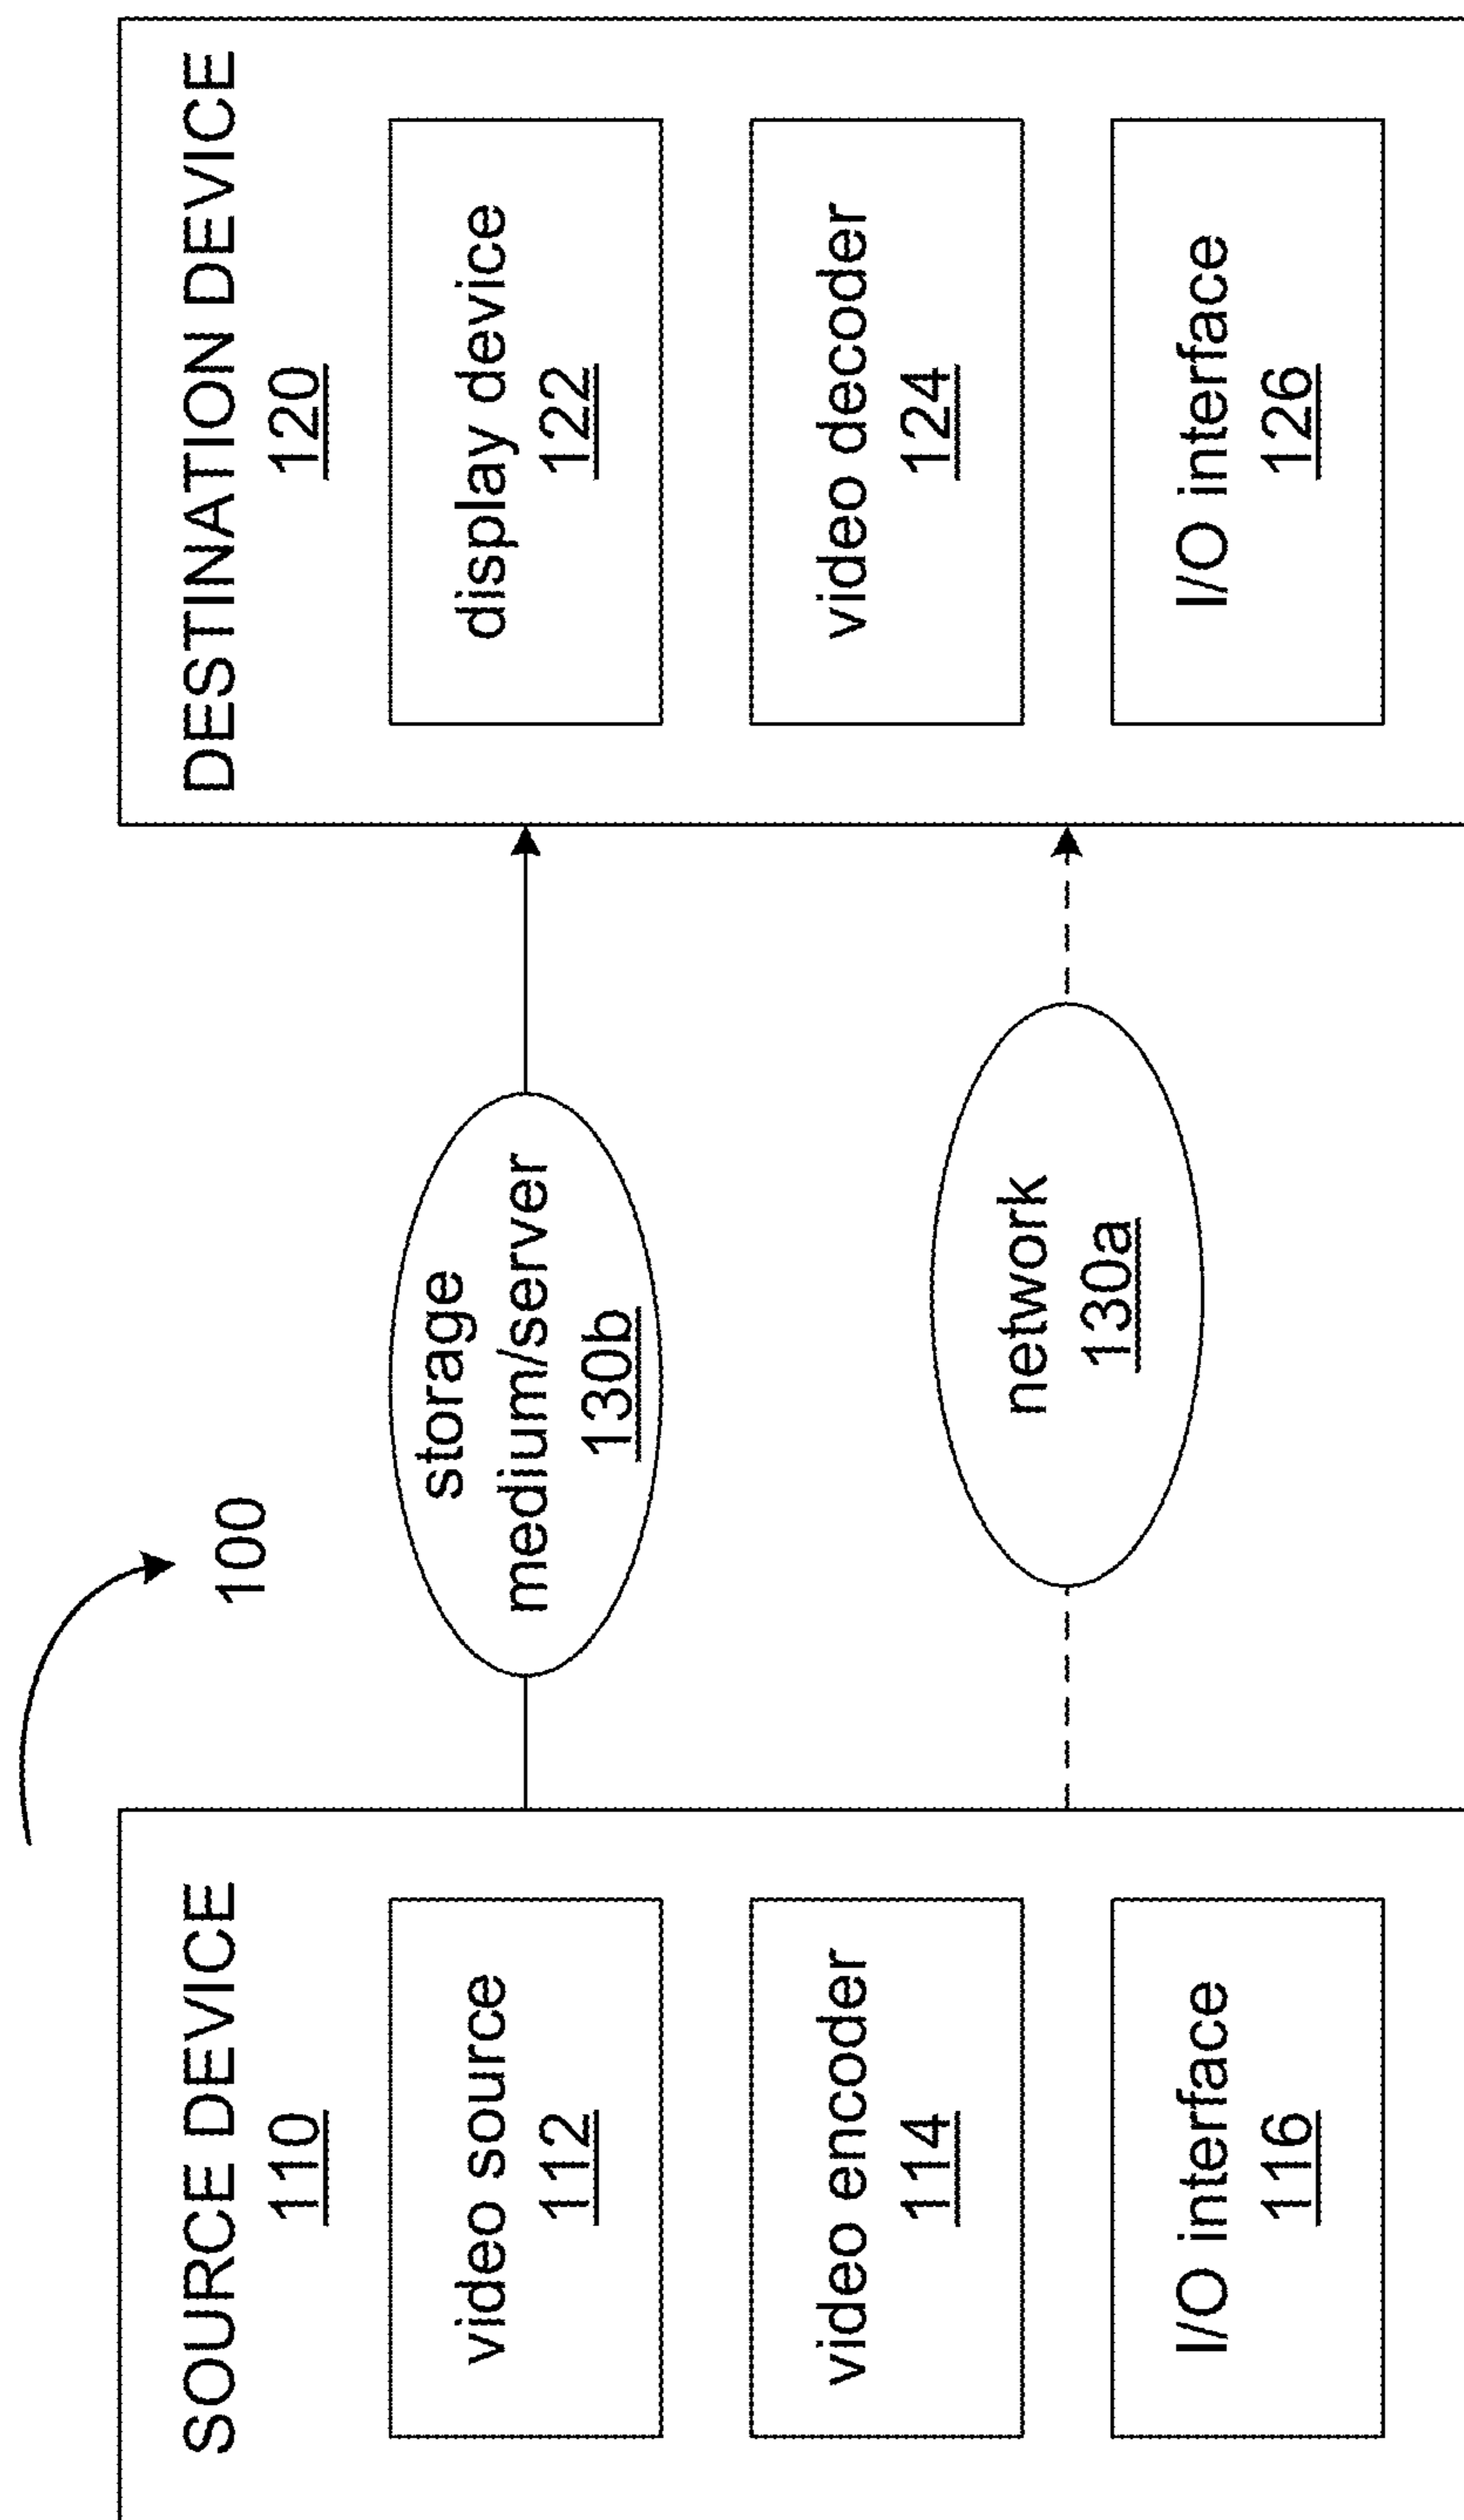 100
SOURCE DEVICE
110
video source
112
video encoder
114
I/O interface
116
storage
medium/server
130b
network
130a
DESTINATION DEVICE
120
display device
122
video decoder
124
I/O interface
126